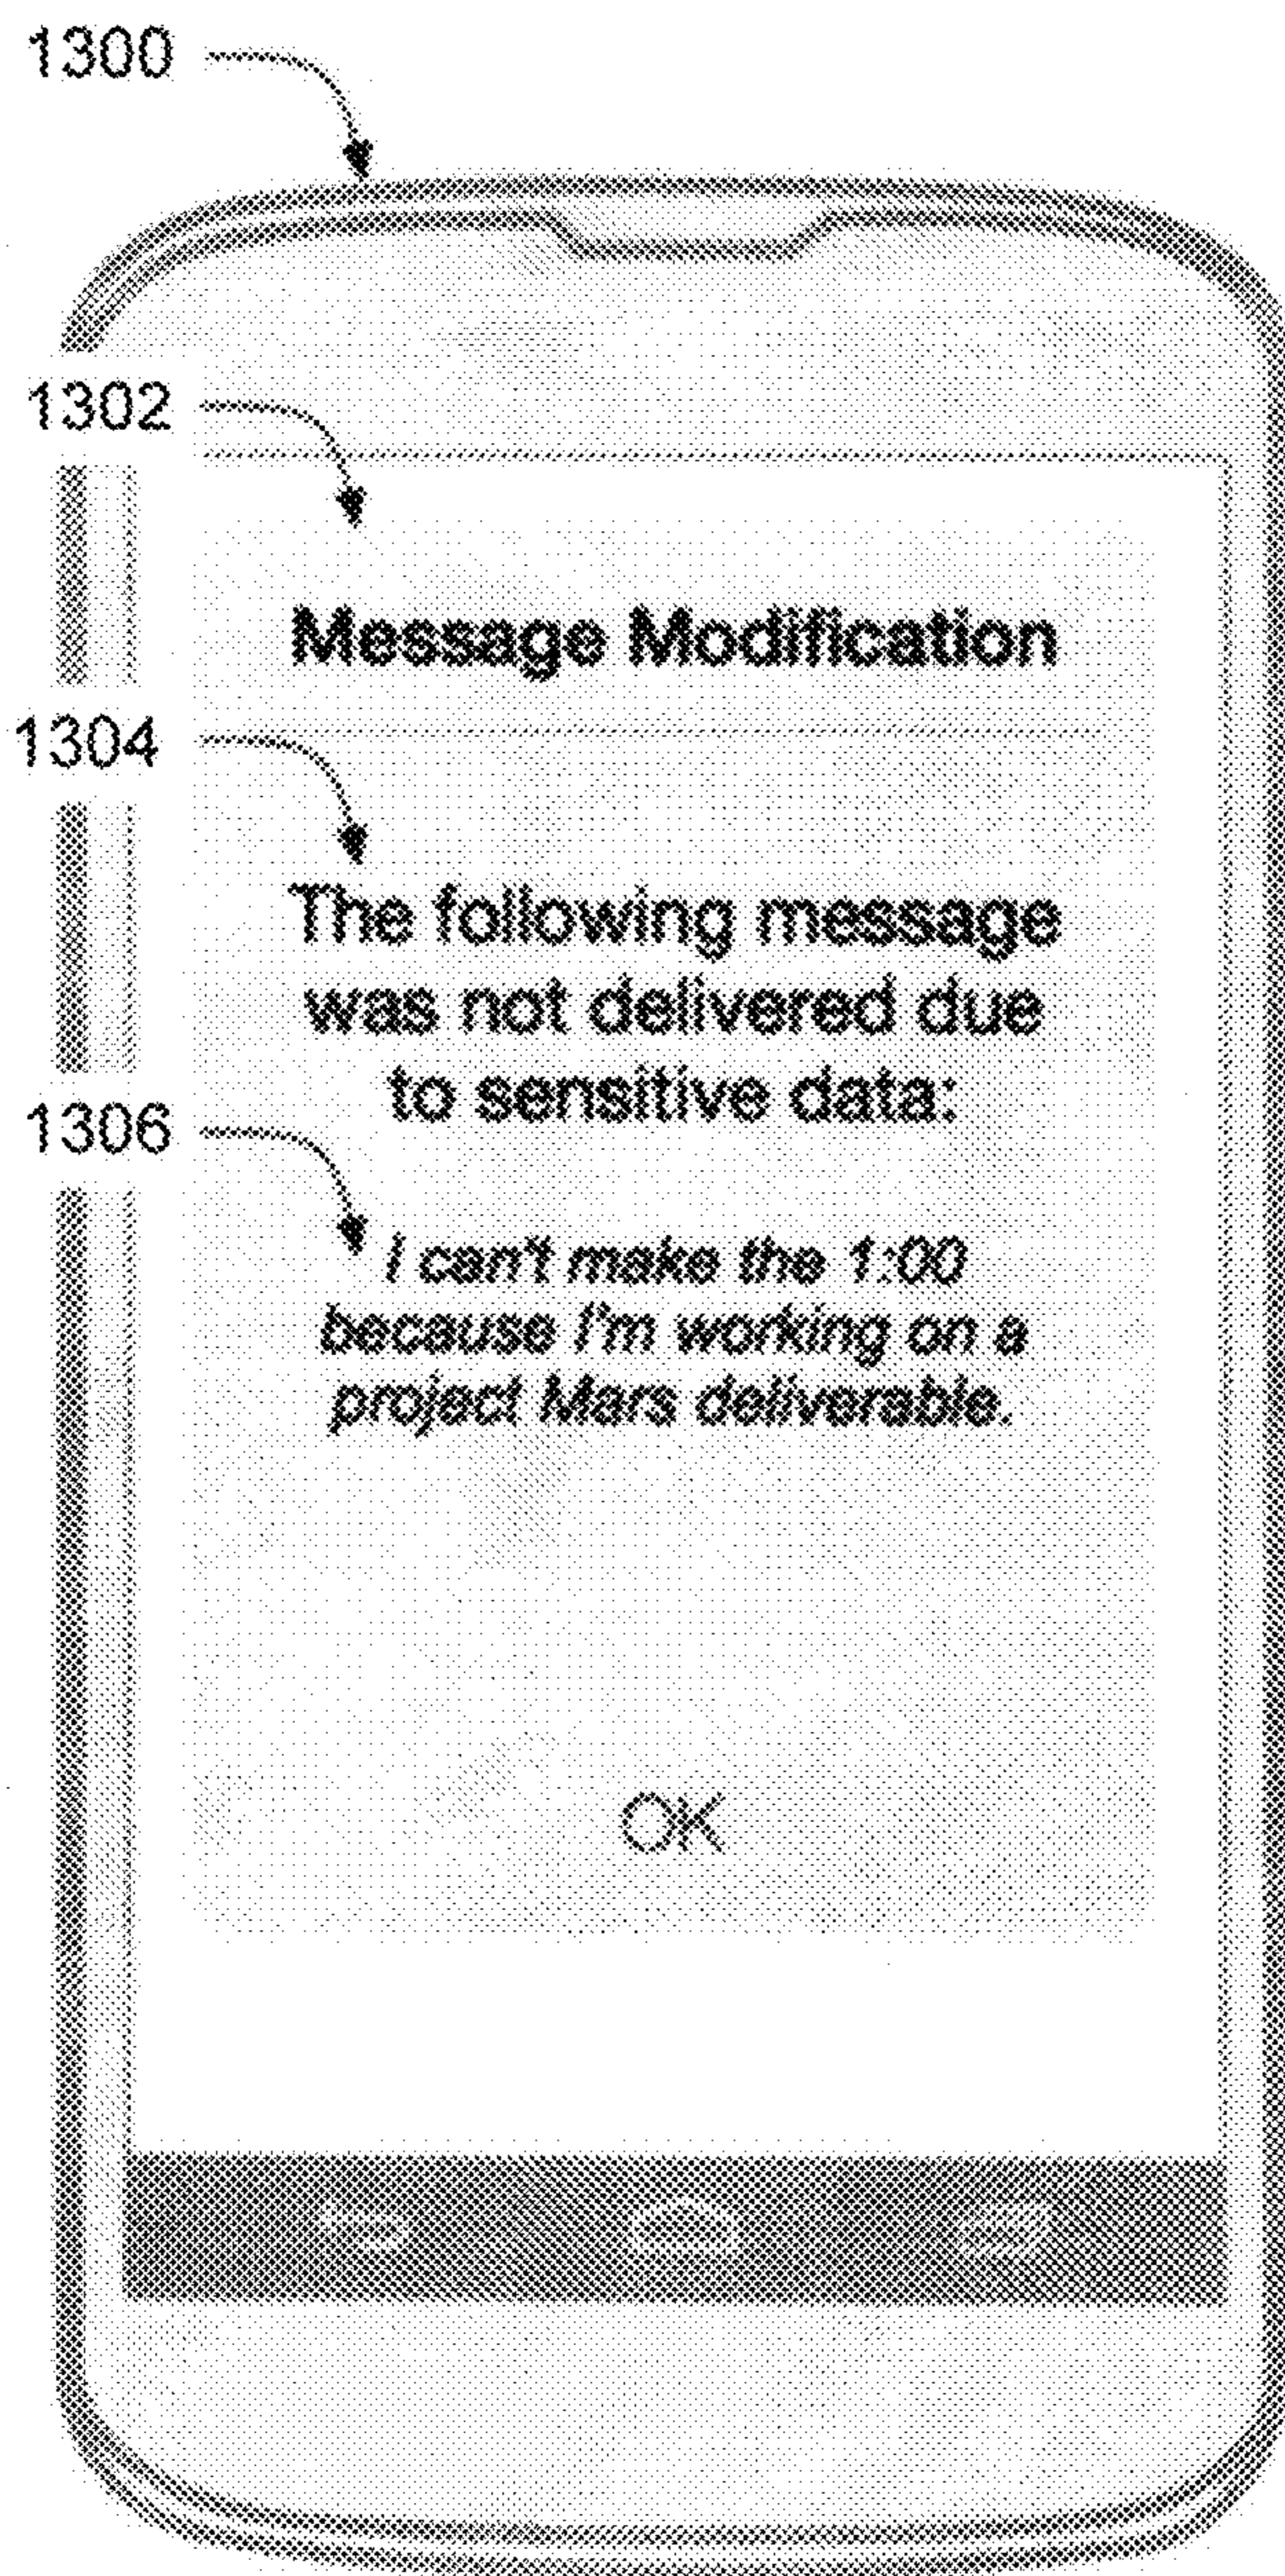 1300
1302
Message Modification
1304
The following message
was not delivered due
to sensitive data:
1306
I can't make the 1:00
because I'm working on a
project Mars deliverable.
OK